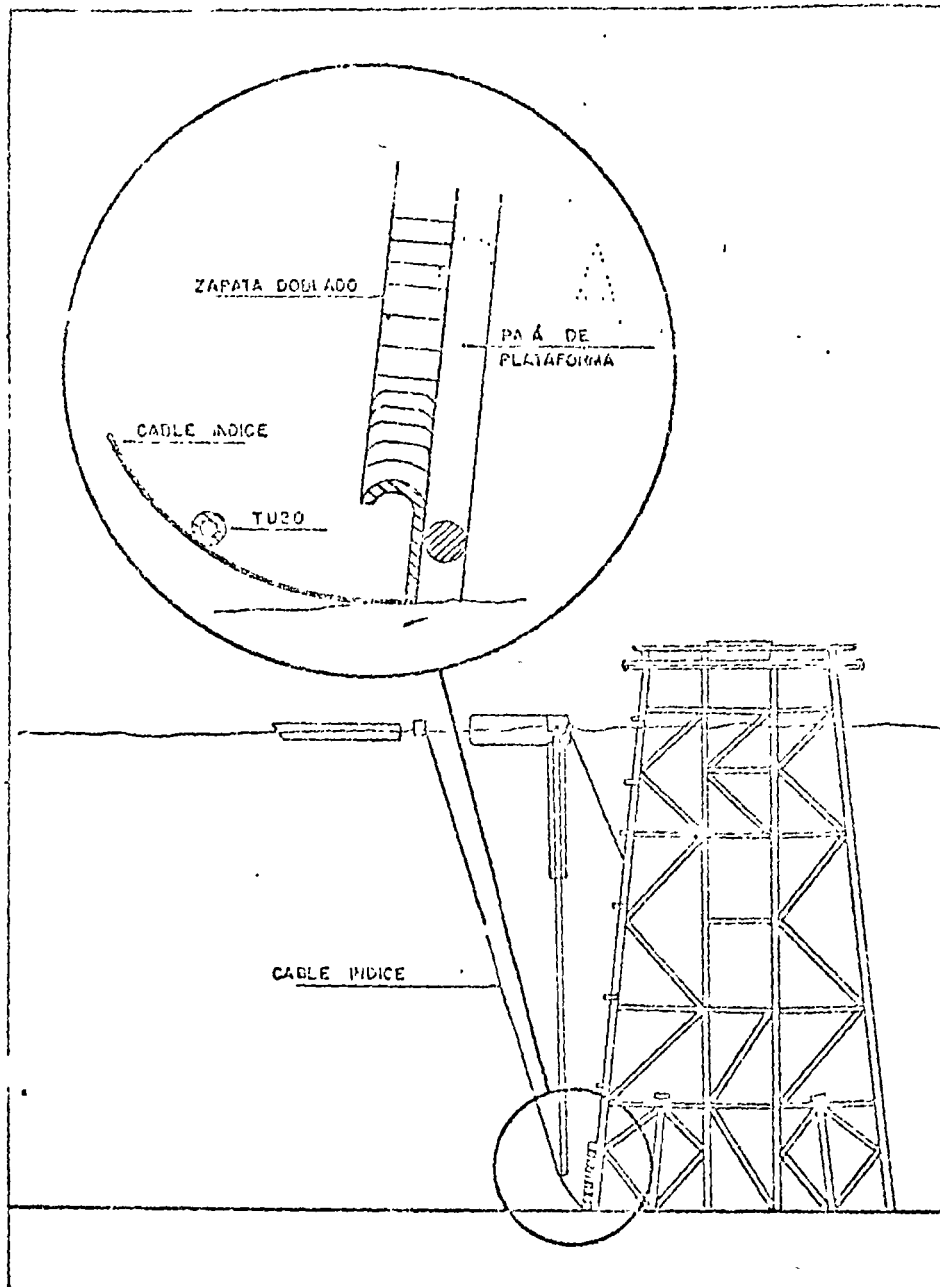 ZAPATA DOBLADO
PATA DE
PLATAFORMA
CABLE INDICE
TUBO
CABLE INDICE